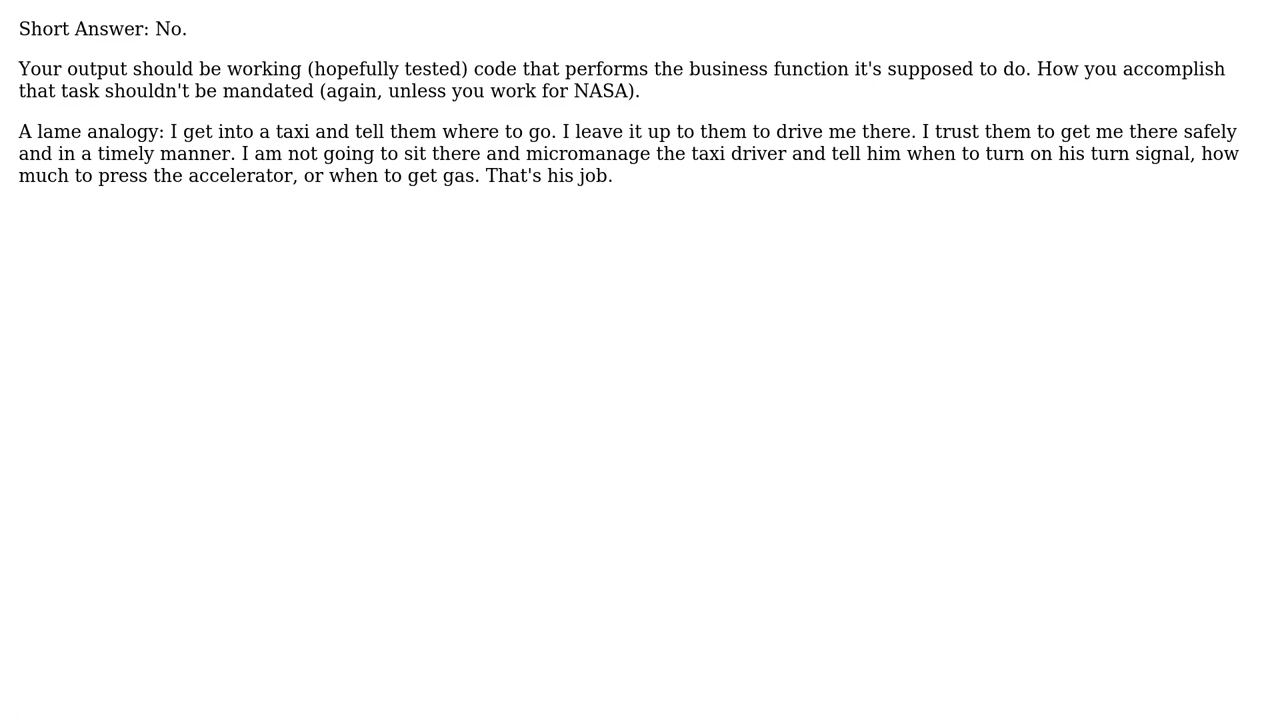 Short Answer: No.
Your output should be working (hopefully tested) code that performs the business function it's supposed to do. How you accomplish
that task shouldn't be mandated (again, unless you work for NASA).
A lame analogy: I get into a taxi and tell them where to go. I leave it up to them to drive me there. I trust them to get me there safely
and in a timely manner. I am not going to sit there and micromanage the taxi driver and tell him when to turn on his turn signal, how
much to press the accelerator, or when to get gas. That's his job.